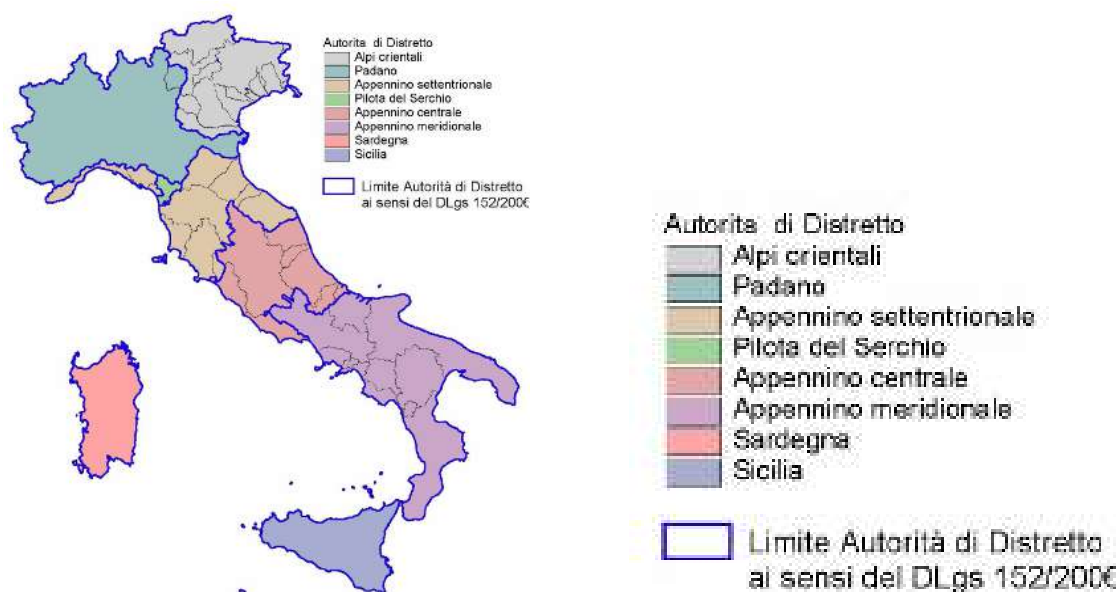 Autorita di Distretto
Alpi orientali
Padano
Appennino settentrionale
Pilota del Serchio
Appennino centrale
Appennino meridionale
Sardegna
Sicilia
Limite Autorità di Distretto
ai sensi del DLgs 152/200
Autorita di Distretto
Alpi orientali
Padano
Appennino settentrionale
Pilota del Serchio
Appennino centrale
Appennino meridionale
Sardegna
Sicilia
Limite Autorità di Distretto
ai sensi del DLgs 152/200